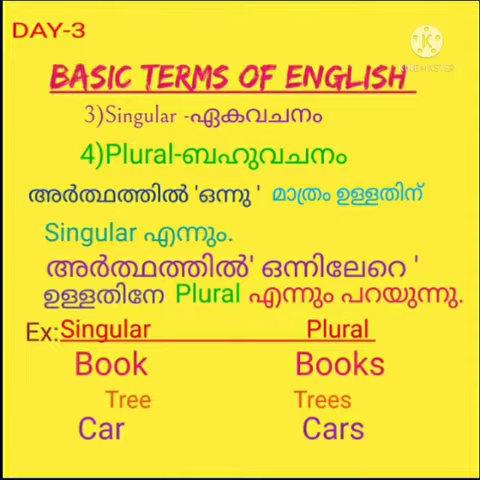 DAY-3
KINEMASTER
BASIC TERMS OF ENGLISH
3)Singular -ഏകവചനം
4)Plural-ബഹുവചനം
അർത്ഥത്തിൽ 'ഒന്നു ' മാത്രം ഉള്ളതിന്
Singular എന്നും.
അർത്ഥത്തിൽ' ഒന്നിലേറെ '
ഉള്ളതിനേ Plural എന്നും പറയുന്നു.
Ex:Singular Plural
Book Books
Tree Trees
Car Cars